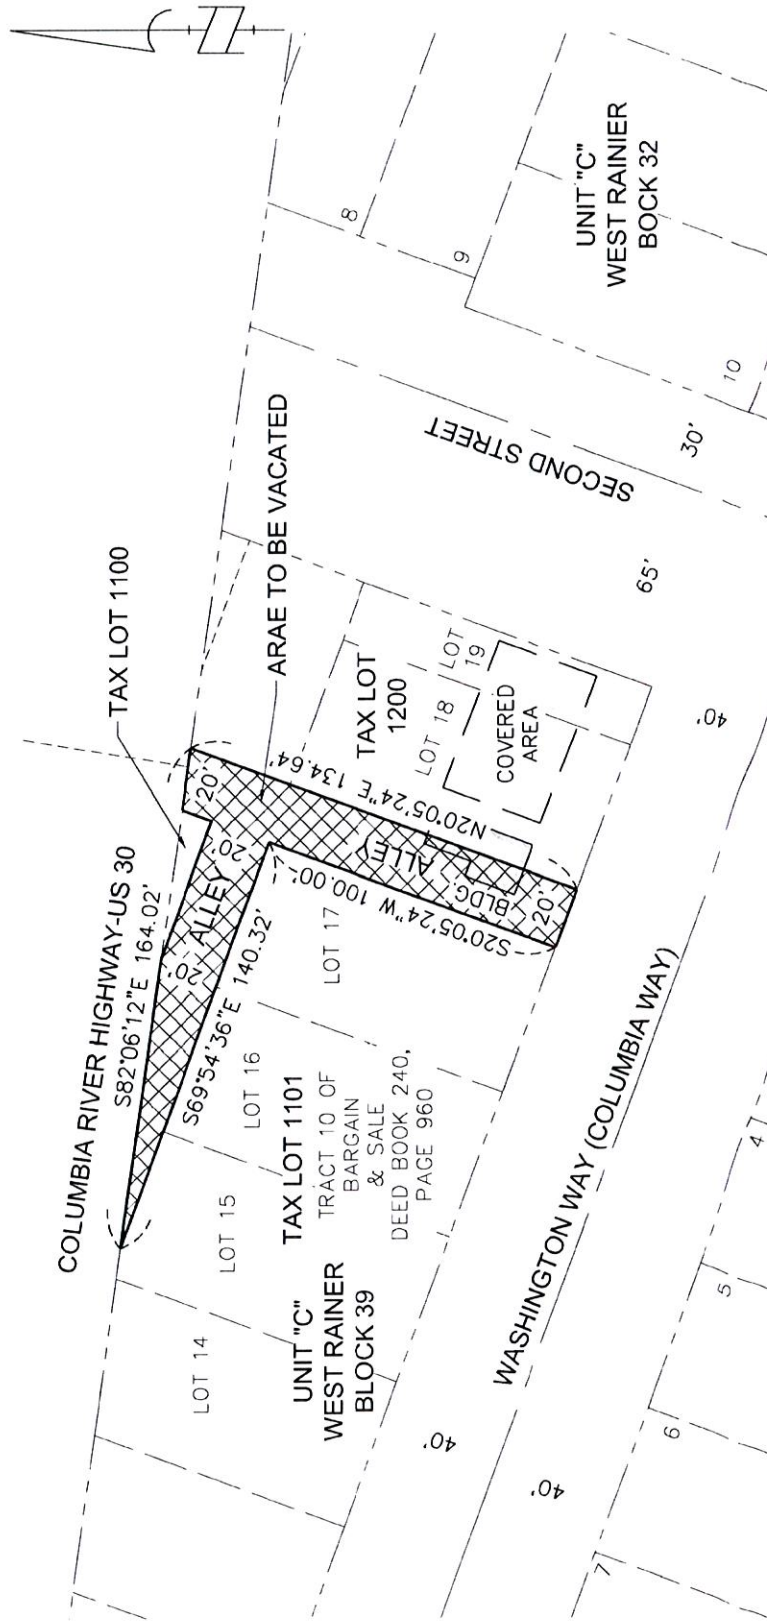 COLUMBIA RIVER HIGHWAY-US 30
S82°06'12"E 164.02'
TAX LOT 1100
ARAE TO BE VACATED
20'
20'
ALLEY
20'
S69°54'36"E 140.32'
LOT 14
LOT 15
LOT 16
LOT 17
UNIT "C"
WEST RAINER
BLOCK 39
TAX LOT 1101
TRACT 10 OF
BARGAIN
& SALE
DEED BOOK 240,
PAGE 960
S20°05'24"W 100.00'
BLDG.
ALLEY
20'
N20°05'24"E 134.64'
TAX LOT
1200
LOT 18
LOT
19
COVERED
AREA
SECOND STREET
30'
65'
40'
8
9
10
UNIT "C"
WEST RAINIER
BOCK 32
WASHINGTON WAY (COLUMBIA WAY)
40'
40'
4
5
6
7